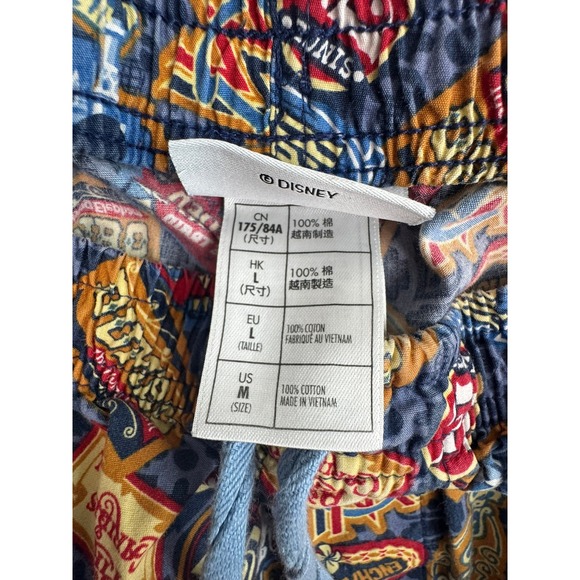 SINCE
© DISNEY
CN
175/84A
(尺寸)
100% 棉
越南制造
HK
L
(尺寸)
100% 棉
越南製造
EU
L
(TAILLE)
100% COTON
FABRIQUÉ AU VIETNAM
US
M
(SIZE)
100% COTTON
MADE IN VIETNAM